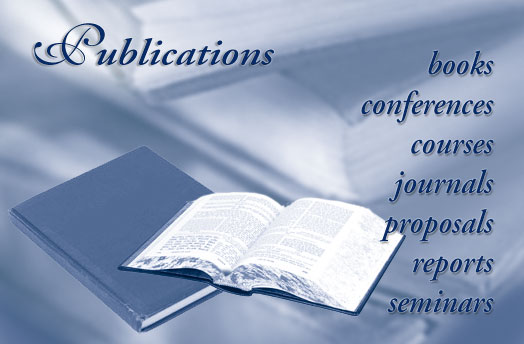 Publications
books
conferences
courses
journals
proposals
reports
seminars